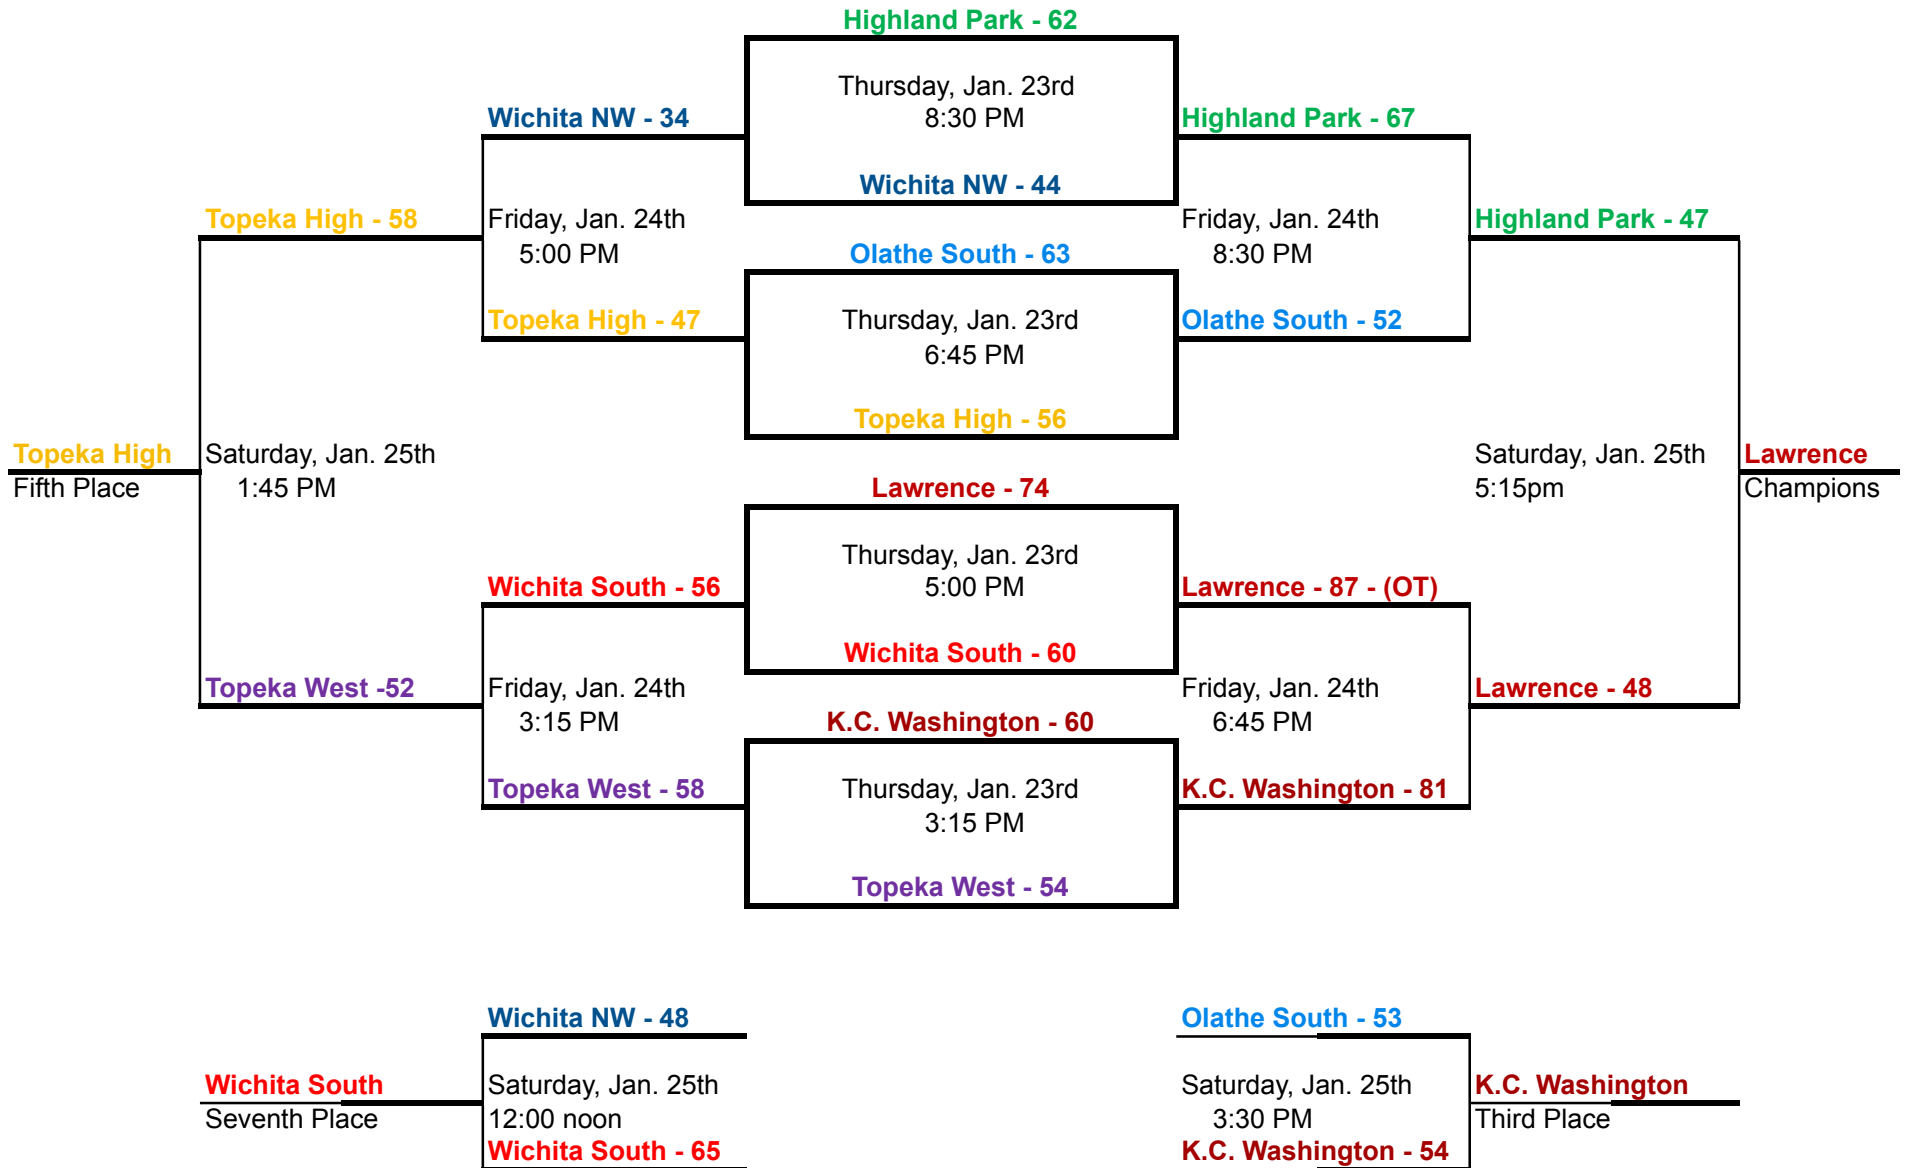 Highland Park - 62
Thursday, Jan. 23rd
8:30 PM
Wichita NW - 34
Highland Park - 67
Wichita NW - 44
Topeka High - 58
Friday, Jan. 24th
5:00 PM
Friday, Jan. 24th
8:30 PM
Highland Park - 47
Olathe South - 63
Topeka High - 47
Thursday, Jan. 23rd
6:45 PM
Olathe South - 52
Topeka High - 56
Topeka High
Fifth Place
Saturday, Jan. 25th
1:45 PM
Saturday, Jan. 25th
5:15pm
Lawrence
Champions
Lawrence - 74
Thursday, Jan. 23rd
5:00 PM
Wichita South - 56
Lawrence - 87 - (OT)
Wichita South - 60
Topeka West -52
Friday, Jan. 24th
3:15 PM
Friday, Jan. 24th
6:45 PM
Lawrence - 48
K.C. Washington - 60
Topeka West - 58
Thursday, Jan. 23rd
3:15 PM
K.C. Washington - 81
Topeka West - 54
Wichita NW - 48
Olathe South - 53
Wichita South
Seventh Place
Saturday, Jan. 25th
12:00 noon
Saturday, Jan. 25th
3:30 PM
K.C. Washington
Third Place
Wichita South - 65
K.C. Washington - 54